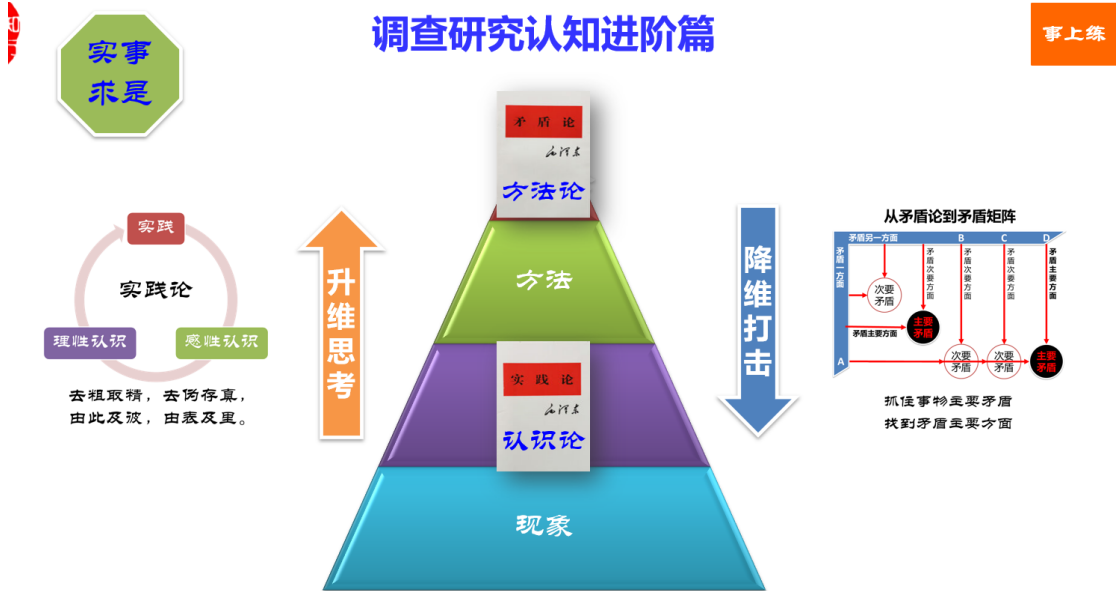 知
行
调查研究认知进阶篇
事上练
实事
求是
矛盾论
毛泽东
方法论
实践
实践论
理性认识
感性认识
去粗取精，去伪存真，
由此及彼，由表及里。
升维思考
方法
实践论
毛泽东
认识论
现象
降维打击
从矛盾论到矛盾矩阵
矛盾另一方面
B
C
D
矛盾一方面
矛盾次要方面
矛盾次要方面
矛盾次要方面
矛盾主要方面
次要
矛盾
主要
矛盾
矛盾主要方面
A
次要
矛盾
次要
矛盾
主要
矛盾
抓住事物主要矛盾
找到矛盾主要方面